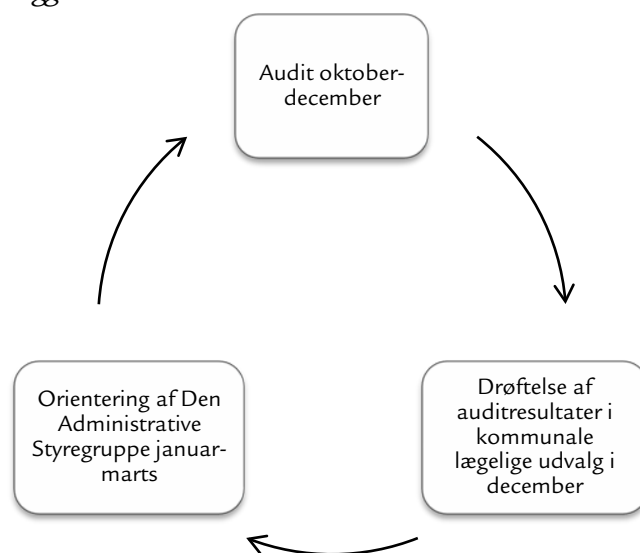 Audit oktober-
december
Drøftelse af
auditresultater i
kommunale
lægelige udvalg i
december
Orientering af Den
Administrative
Styregruppe januar-
marts